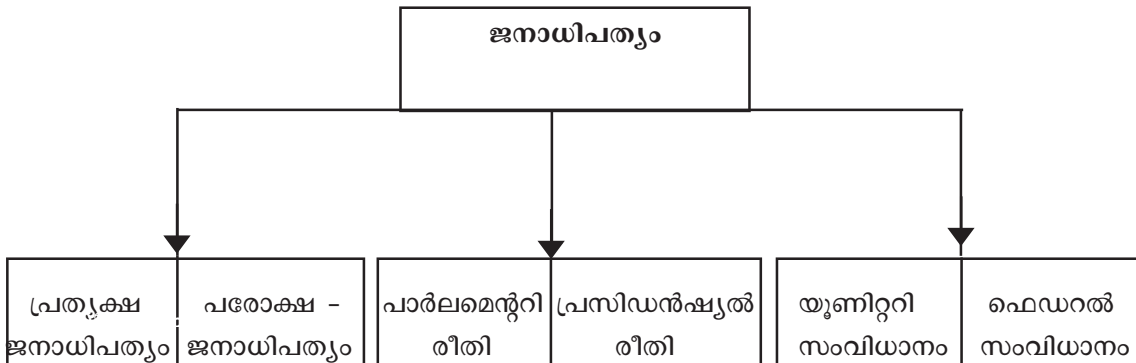 ജനാധിപത്യം
പ്രത്യക്ഷ
ജനാധിപത്യം
പരോക്ഷ -
ജനാധിപത്യം
പാർലമെന്ററി
രീതി
പ്രസിഡൻഷ്യൽ
രീതി
യൂണിറ്ററി
സംവിധാനം
ഫെഡറൽ
സംവിധാനം